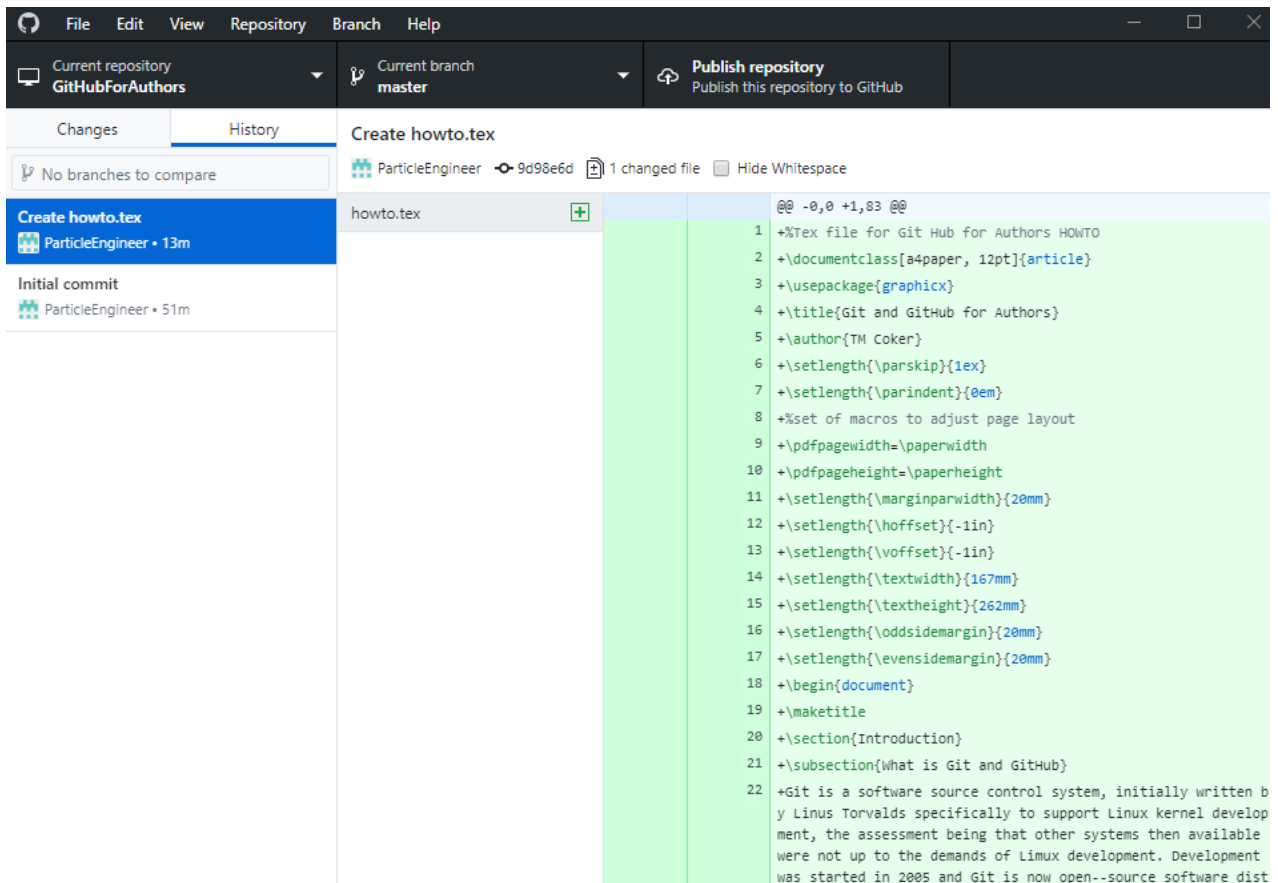 File Edit View Repository Branch Help
Current repository
GitHubForAuthors
Current branch
master
Publish repository
Publish this repository to GitHub
Changes
History
No branches to compare
Create howto.tex
ParticleEngineer • 13m
Initial commit
ParticleEngineer • 51m
Create howto.tex
ParticleEngineer 9d98e6d 1 changed file Hide Whitespace
howto.tex
@@ -0,0 +1,83 @@
1 +%Tex file for Git Hub for Authors HOWTO
2 +\documentclass[a4paper, 12pt]{article}
3 +\usepackage{graphicx}
4 +\title{Git and GitHub for Authors}
5 +\author{TM Coker}
6 +\setlength{\parskip}{1ex}
7 +\setlength{\parindent}{0em}
8 +%set of macros to adjust page layout
9 +\pdfpagewidth=\paperwidth
10 +\pdfpageheight=\paperheight
11 +\setlength{\marginparwidth}{20mm}
12 +\setlength{\hoffset}{-1in}
13 +\setlength{\voffset}{-1in}
14 +\setlength{\textwidth}{167mm}
15 +\setlength{\textheight}{262mm}
16 +\setlength{\oddsidemargin}{20mm}
17 +\setlength{\evensidemargin}{20mm}
18 +\begin{document}
19 +\maketitle
20 +\section{Introduction}
21 +\subsection{What is Git and GitHub}
22 +Git is a software source control system, initially written b
y Linus Torvalds specifically to support Linux kernel develop
ment, the assessment being that other systems then available
were not up to the demands of Limux development. Development
was started in 2005 and Git is now open--source software dist